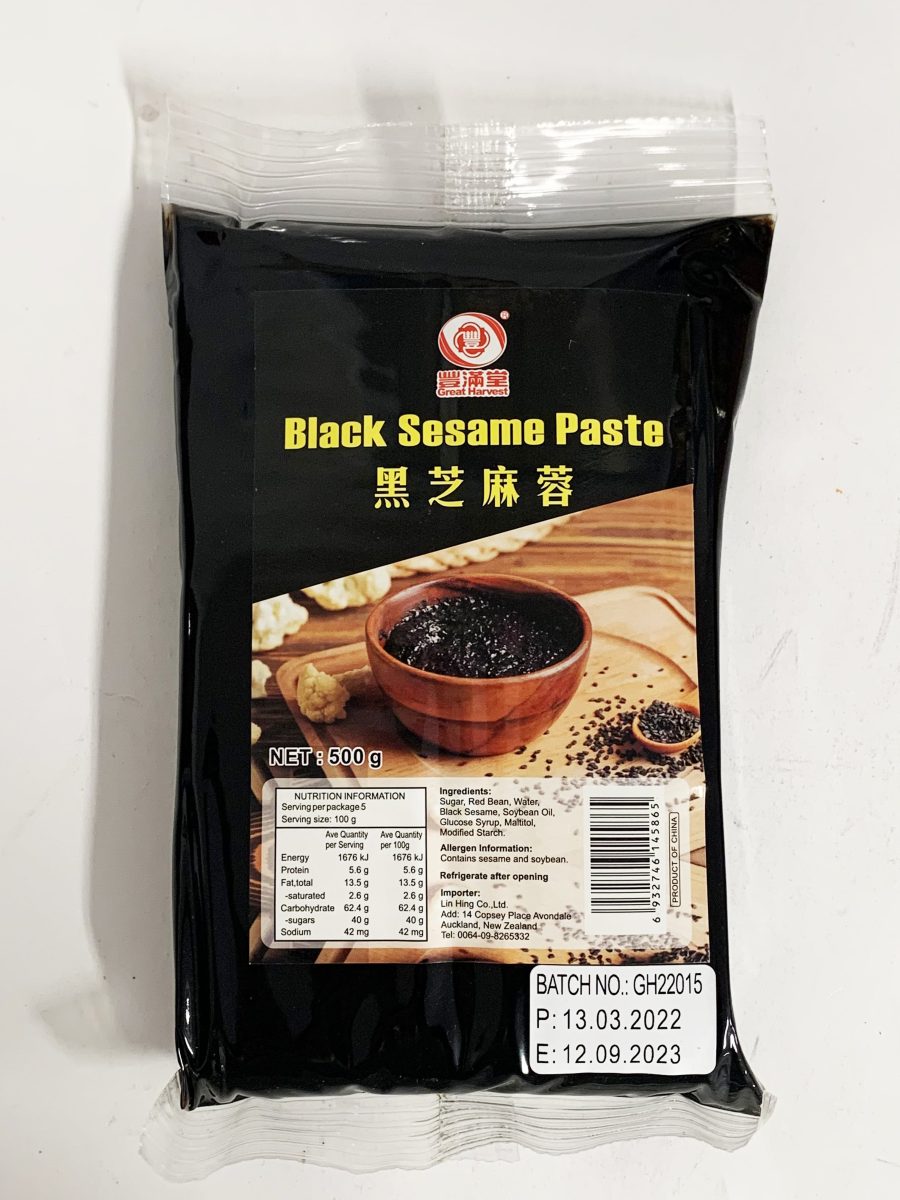 豐
®
豐滿堂
Great Harvest
Black Sesame Paste
黑芝麻蓉
NET : 500 g
NUTRITION INFORMATION
Serving per package 5
Serving size: 100 g
Ave Quantity per Serving Ave Quantity per 100g
Energy 1676 kJ 1676 kJ
Protein 5.6 g 5.6 g
Fat,total 13.5 g 13.5 g
-saturated 2.6 g 2.6 g
Carbohydrate 62.4 g 62.4 g
-sugars 40 g 40 g
Sodium 42 mg 42 mg
Ingredients:
Sugar, Red Bean, Water,
Black Sesame, Soybean Oil,
Glucose Syrup, Maltitol,
Modified Starch.
Allergen Information:
Contains sesame and soybean.
Refrigerate after opening
Importer:
Lin Hing Co.,Ltd.
Add: 14 Copsey Place Avondale
Auckland, New Zealand
Tel: 0064-09-8265332
6 932746 145865
PRODUCT OF CHINA
BATCH NO.: GH22015
P: 13.03.2022
E: 12.09.2023